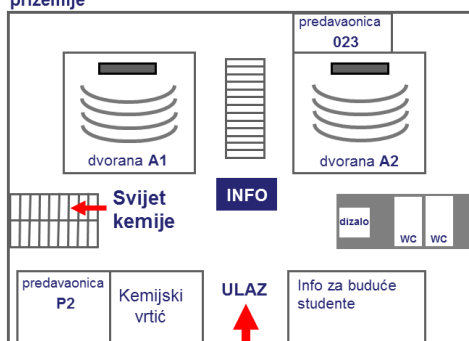 prizemlje
predavaonica
023
dvorana A1
dvorana A2
Svijet
kemije
INFO
dizalo
WC
WC
predavaonica
P2
Kemijski
vrtić
ULAZ
Info za buduće
studente